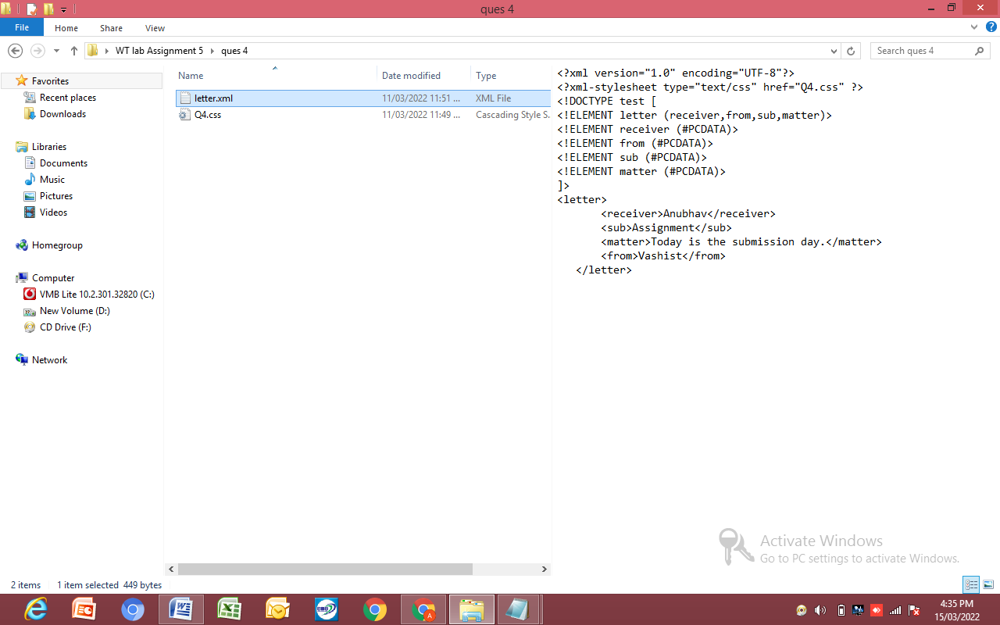 ques 4
File Home Share View
WT lab Assignment 5 ques 4
Search ques 4
Favorites
Recent places
Downloads
Libraries
Documents
Music
Pictures
Videos
Homegroup
Computer
VMB Lite 10.2.301.32820 (C:)
New Volume (D:)
CD Drive (F:)
Network
Name Date modified Type
letter.xml 11/03/2022 11:51 ... XML File
Q4.css 11/03/2022 11:49 ... Cascading Style S.
<?xml version="1.0" encoding="UTF-8"?>
<?xml-stylesheet type="text/css" href="Q4.css" ?>
<!DOCTYPE test [
<!ELEMENT letter (receiver,from,sub,matter)>
<!ELEMENT receiver (#PCDATA)>
<!ELEMENT from (#PCDATA)>
<!ELEMENT sub (#PCDATA)>
<!ELEMENT matter (#PCDATA)>
]>
<letter>
<receiver>Anubhav</receiver>
<sub>Assignment</sub>
<matter>Today is the submission day.</matter>
<from>Vashist</from>
</letter>
Activate Windows
Go to PC settings to activate Windows.
2 items 1 item selected 449 bytes
4:35 PM
15/03/2022